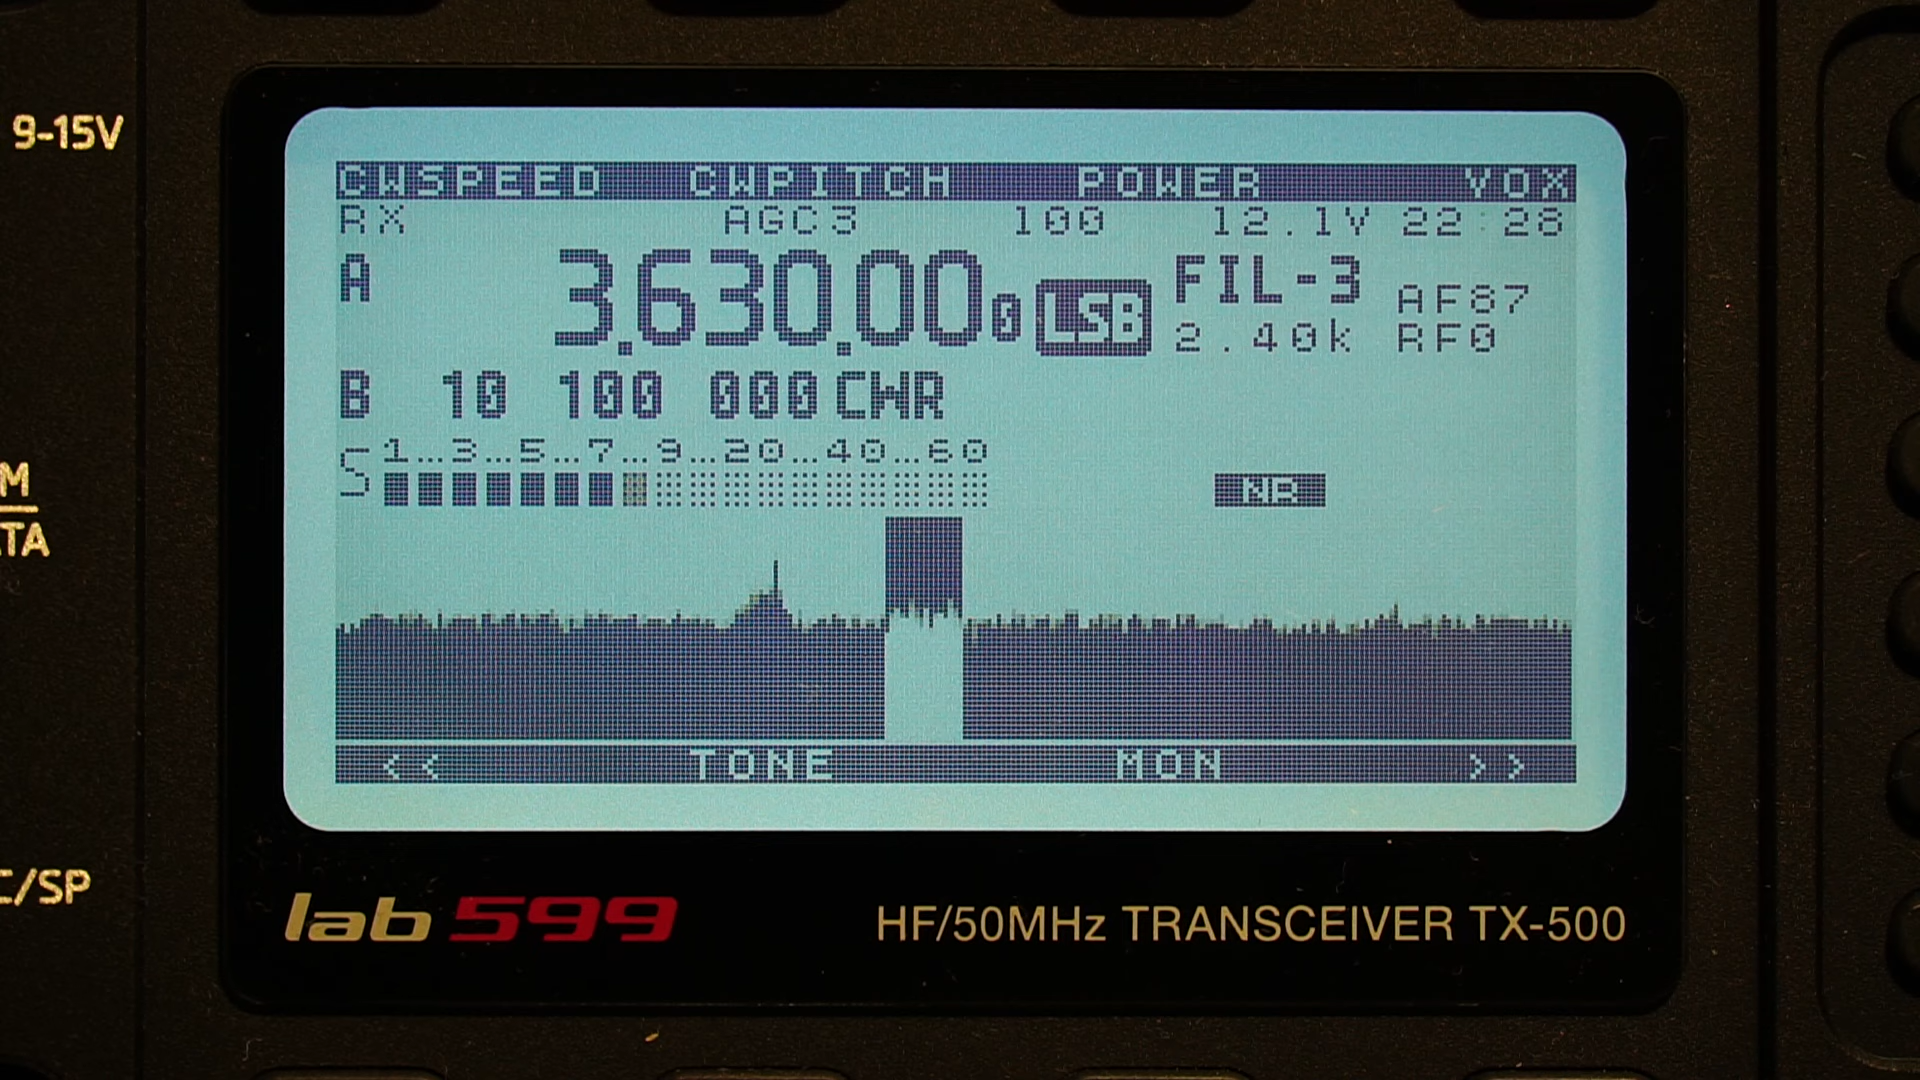 9-15V
CWSPEED CWPITCH POWER VOX
RX AGC3 100 12.1V 22:28
A 3.630.000 LSB FIL-3 2.40k AF87 RF0
B 10 100 000 CWR
S 1...3...5...7...9...20...40...60
NR
<< TONE MON >>
M
TA
C/SP
lab599
HF/50MHz TRANSCEIVER TX-500